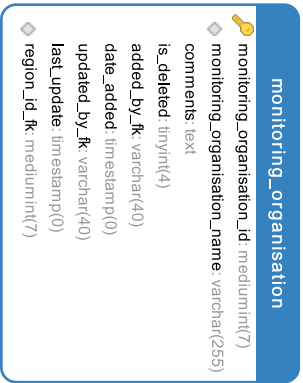 monitoring_organisation
monitoring_organisation_id: mediumint(7)
monitoring_organisation_name: varchar(255)
comments: text
is_deleted: tinyint(4)
added_by_fk: varchar(40)
date_added: timestamp(0)
updated_by_fk: varchar(40)
last_update: timestamp(0)
region_id_fk: mediumint(7)